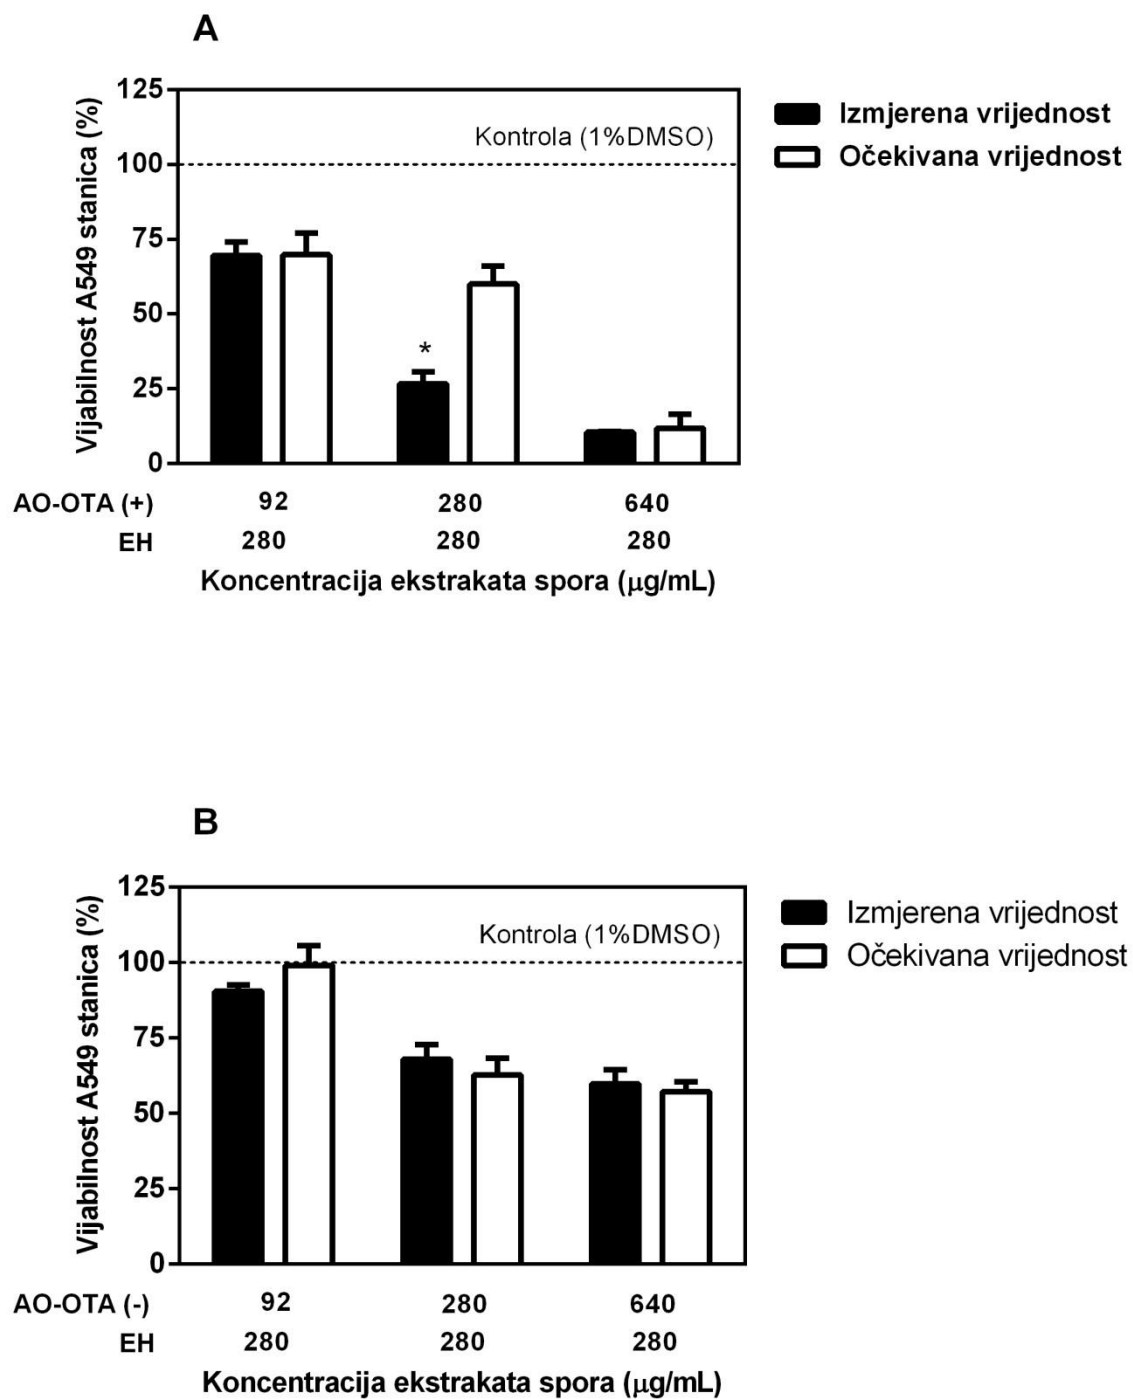 A
125
100
75
50
25
0
Vijabilnost A549 stanica (%)
Kontrola (1%DMSO)
*
Izmjerena vrijednost
Očekivana vrijednost
AO-OTA (+) 92 280 640
EH 280 280 280
Koncentracija ekstrakata spora (µg/mL)
B
125
100
75
50
25
0
Vijabilnost A549 stanica (%)
Kontrola (1%DMSO)
Izmjerena vrijednost
Očekivana vrijednost
AO-OTA (-) 92 280 640
EH 280 280 280
Koncentracija ekstrakata spora (µg/mL)